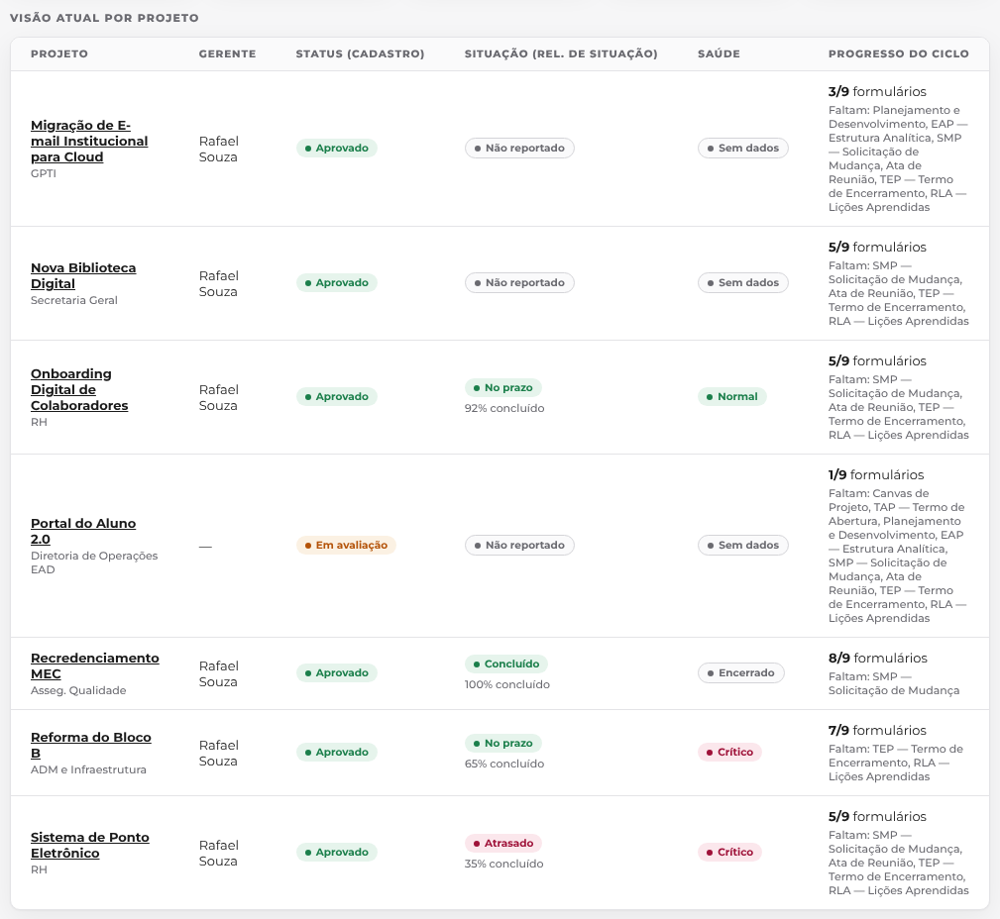 VISÃO ATUAL POR PROJETO
PROJETO GERENTE STATUS (CADASTRO) SITUAÇÃO (REL. DE SITUAÇÃO) SAÚDE PROGRESSO DO CICLO
Migração de E-
mail Institucional
para Cloud
GPTI
Rafael
Souza
Aprovado
Não reportado
Sem dados
3/9 formulários
Faltam: Planejamento e
Desenvolvimento, EAP —
Estrutura Analítica, SMP
— Solicitação de
Mudança, Ata de
Reunião, TEP — Termo
de Encerramento, RLA —
Lições Aprendidas
Nova Biblioteca
Digital
Secretaria Geral
Rafael
Souza
Aprovado
Não reportado
Sem dados
5/9 formulários
Faltam: SMP —
Solicitação de Mudança,
Ata de Reunião, TEP —
Termo de Encerramento,
RLA — Lições Aprendidas
Onboarding
Digital de
Colaboradores
RH
Rafael
Souza
Aprovado
No prazo
92% concluído
Normal
5/9 formulários
Faltam: SMP —
Solicitação de Mudança,
Ata de Reunião, TEP —
Termo de Encerramento,
RLA — Lições Aprendidas
Portal do Aluno
2.0
Diretoria de Operações
EAD
—
Em avaliação
Não reportado
Sem dados
1/9 formulários
Faltam: Canvas de
Projeto, TAP — Termo de
Abertura, Planejamento
e Desenvolvimento, EAP
— Estrutura Analítica,
SMP — Solicitação de
Mudança, Ata de
Reunião, TEP — Termo
de Encerramento, RLA —
Lições Aprendidas
Recredenciamento
MEC
Asseg. Qualidade
Rafael
Souza
Aprovado
Concluído
100% concluído
Encerrado
8/9 formulários
Faltam: SMP —
Solicitação de Mudança
Reforma do Bloco
B
ADM e Infraestrutura
Rafael
Souza
Aprovado
No prazo
65% concluído
Crítico
7/9 formulários
Faltam: TEP — Termo de
Encerramento, RLA —
Lições Aprendidas
Sistema de Ponto
Eletrônico
RH
Rafael
Souza
Aprovado
Atrasado
35% concluído
Crítico
5/9 formulários
Faltam: SMP —
Solicitação de Mudança,
Ata de Reunião, TEP —
Termo de Encerramento,
RLA — Lições Aprendidas